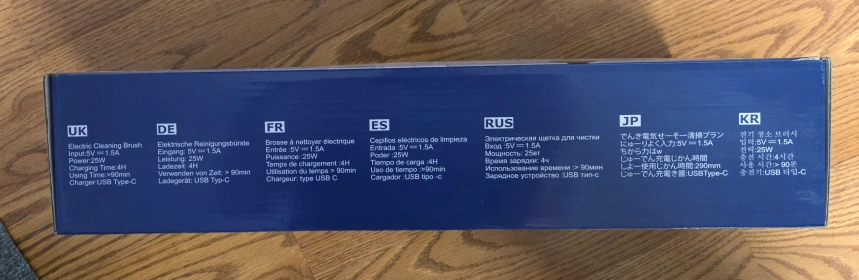 UK
Electric Cleaning Brush
Input:5V⎓1.5A
Power:25W
Charging Time:4H
Using Time:>90min
Charger:USB Type-C
DE
Elektrische Reinigungsbürste
Eingang: 5V⎓1.5A
Leistung: 25W
Ladezeit: 4H
Verwenden von Zeit: > 90min
Ladegerät: USB Typ-C
FR
Brosse à nettoyer électrique
Entrée :5V⎓1.5A
Puissance :25W
Temps de chargement :4H
Utilisation du temps > 90min
Chargeur: type USB C
ES
Cepillos eléctricos de limpieza
Entrada :5V⎓1.5A
Poder :25W
Tiempo de carga :4H
Uso de tiempo :>90min
Cargador :USB tipo -c
RUS
Электрическая щетка для чистки
Вход :5V⎓1.5A
Мощность: 25вт
Время зарядки: 4ч
Использование времени :> 90мин
Зарядное устройство :USB тип-c
JP
でんき電気せーそー清掃プラン
にゅーりよく入力:5V⎓1.5A
ちから力はw
じゅーでん充電じかん時間
しよー使用じかん時間:290mm
じゅーでん充電き器:USBType-C
KR
전기 청소 브러시
입력:5V⎓1.5A
전력:25W
충전 시간:4시간
사용 시간:> 90분
충전기:USB 타입-C